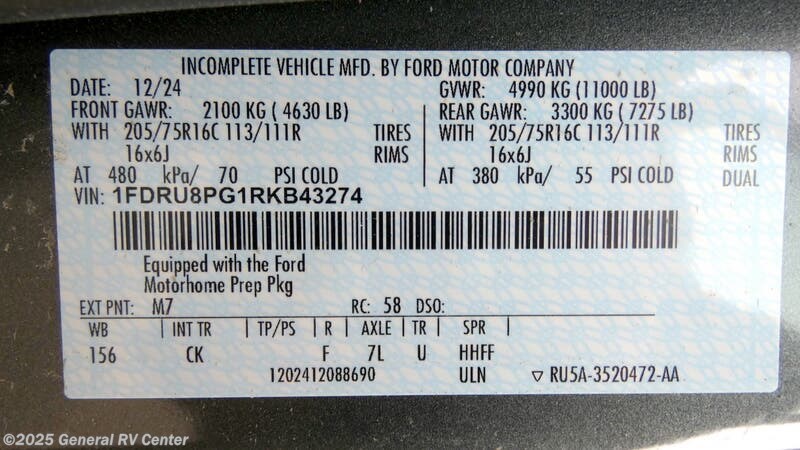 INCOMPLETE VEHICLE MFD. BY FORD MOTOR COMPANY
DATE: 12/24 GVWR: 4990 KG (11000 LB)
FRONT GAWR: 2100 KG ( 4630 LB) REAR GAWR: 3300 KG ( 7275 LB)
WITH 205/75R16C 113/111R TIRES WITH 205/75R16C 113/111R TIRES
16x6J RIMS 16x6J RIMS
AT 480 kPa/ 70 PSI COLD AT 380 kPa/ 55 PSI COLD DUAL
VIN: 1FDRU8PG1RKB43274
Equipped with the Ford
Motorhome Prep Pkg
EXT PNT: M7 RC: 58 DSO:
WB | INT TR | TP/PS | R | AXLE | TR | SPR |
156 CK F 7L U HHFF
1202412088690 ULN ▽ RU5A-3520472-AA
©2025 General RV Center